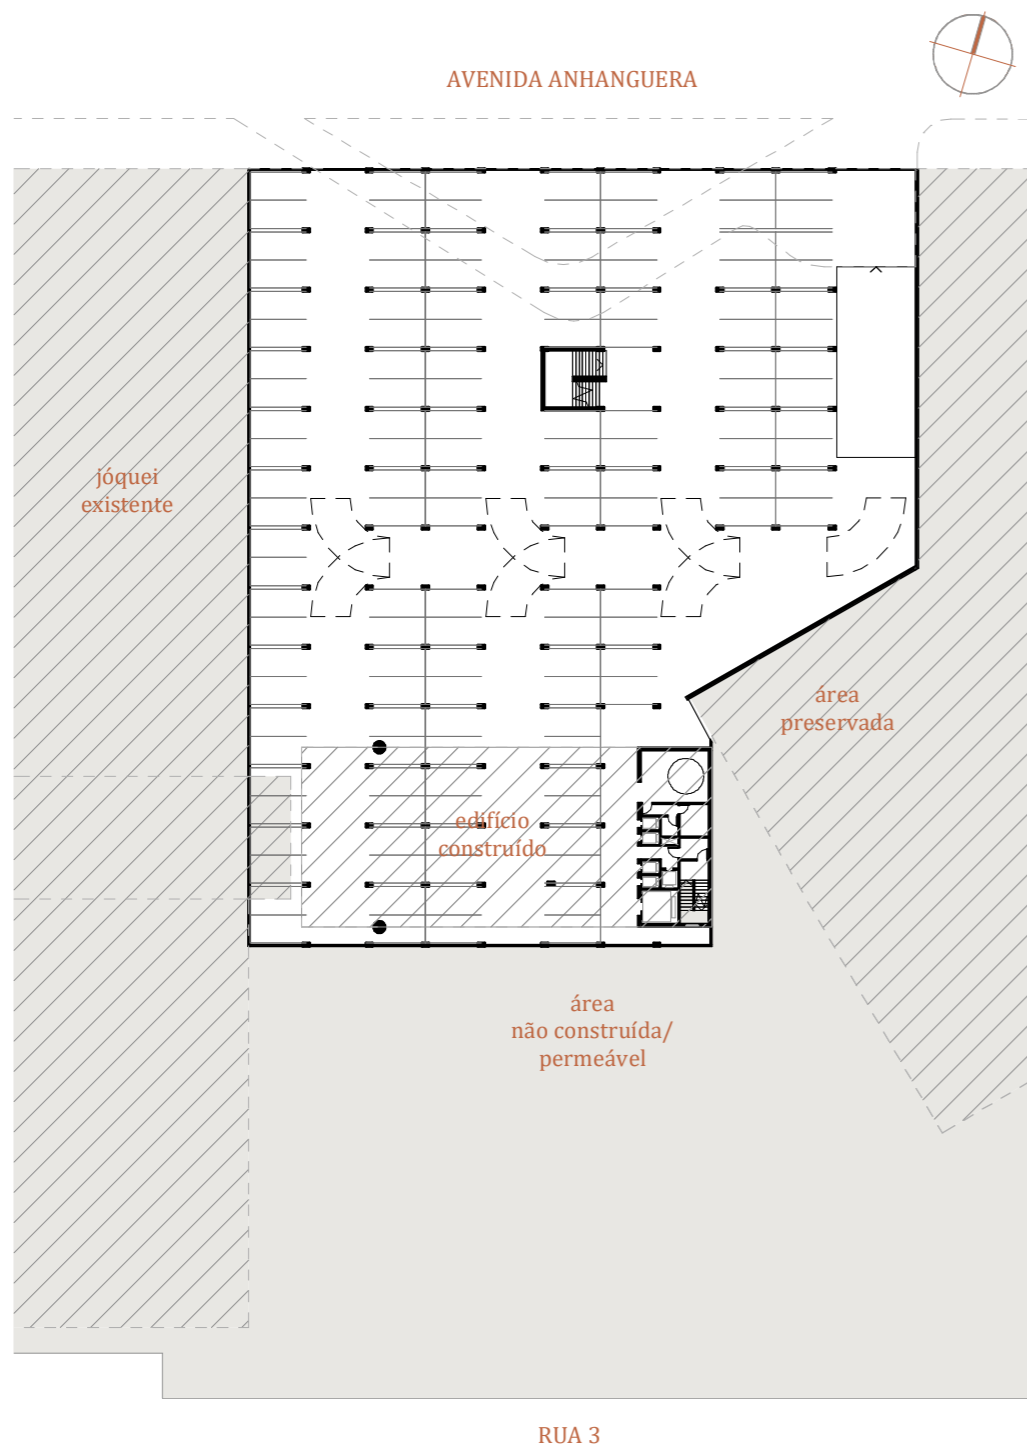 AVENIDA ANHANGUERA
jóquei
existente
área
preservada
edifício
construído
área
não construída/
permeável
RUA 3